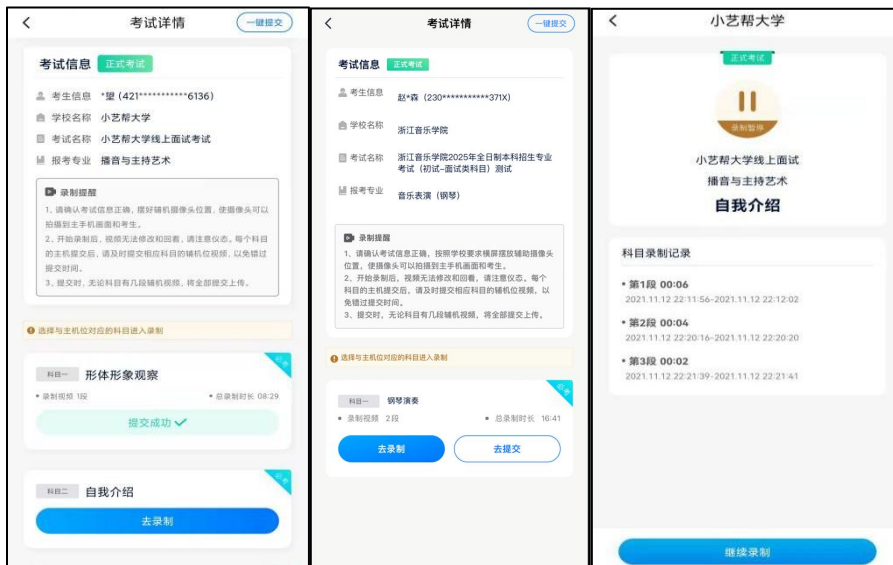 考试详情
一键提交
考试信息 正式考试
考生信息 *望 (421***********6136)
学校名称 小艺帮大学
考试名称 小艺帮大学线上面试考试
报考专业 播音与主持艺术
录制提醒
1、请确认考试信息正确，摆好辅机摄像头位置，使摄像头可以
拍摄到主手机画面和考生。
2、开始录制后，视频无法修改和回看，请注意仪态。每个科目
的主机提交后，请及时提交相应科目的辅机位视频，以免错过
提交时间。
3、提交时，无论科目有几段辅机视频，将全部提交上传。
选择与主机位对应的科目进入录制
必考
科目一 形体形象观察
• 录制视频 1段 • 总录制时长 08:29
提交成功
必考
科目二 自我介绍
去录制
考试详情
一键提交
考试信息 正式考试
考生信息 赵*森 (230***********371X)
学校名称 浙江音乐学院
考试名称 浙江音乐学院2025年全日制本科招生专业
考试（初试-面试类科目）测试
报考专业 音乐表演（钢琴）
录制提醒
1、请确认考试信息正确，按照学校要求横屏摆放辅助摄像头
位置，使摄像头可以拍摄到主手机画面和考生。
2、开始录制后，视频无法修改和回看，请注意仪态。每个
科目的主机提交后，请及时提交相应科目的辅机位视频，以
免错过提交时间。
3、提交时，无论科目有几段辅机视频，将全部提交上传。
选择与主机位对应的科目进入录制
必考
科目一 钢琴演奏
• 录制视频 2段 • 总录制时长 16:41
去录制 去提交
小艺帮大学
正式考试
录制暂停
小艺帮大学线上面试
播音与主持艺术
自我介绍
科目录制记录
• 第1段 00:06
2021.11.12 22:11:56-2021.11.12 22:12:02
• 第2段 00:04
2021.11.12 22:20:16-2021.11.12 22:20:20
• 第3段 00:02
2021.11.12 22:21:39-2021.11.12 22:21:41
继续录制